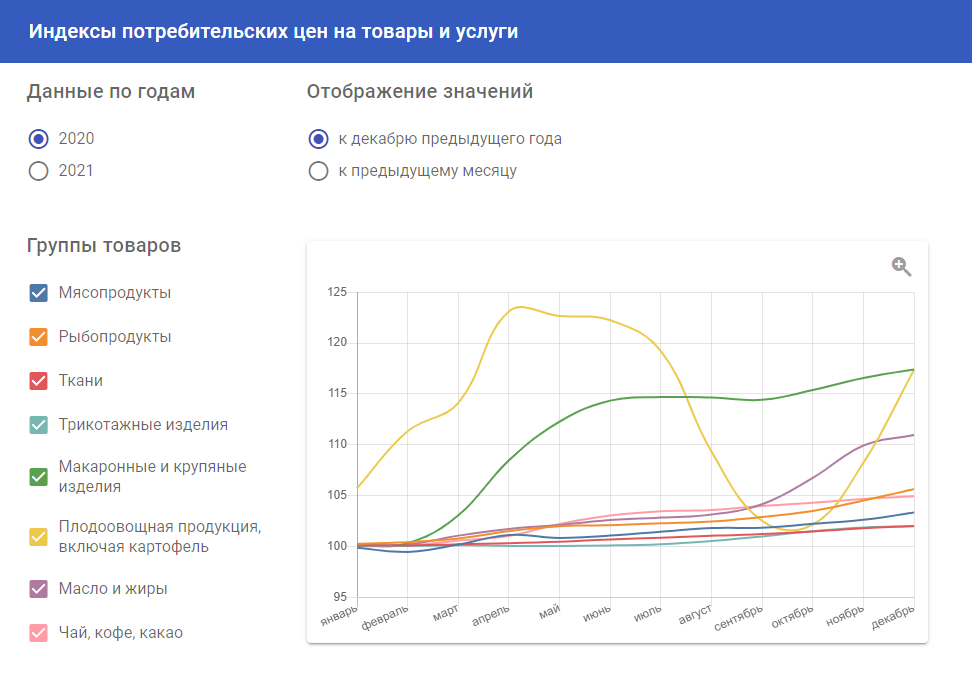 Индексы потребительских цен на товары и услуги
Данные по годам
Отображение значений
2020
к декабрю предыдущего года
2021
к предыдущему месяцу
Группы товаров
Мясопродукты
Рыбопродукты
Ткани
Трикотажные изделия
Макаронные и крупяные
изделия
Плодоовощная продукция,
включая картофель
Масло и жиры
Чай, кофе, какао
125
120
115
110
105
100
95
январь
февраль
март
апрель
май
июнь
июль
август
сентябрь
октябрь
ноябрь
декабрь